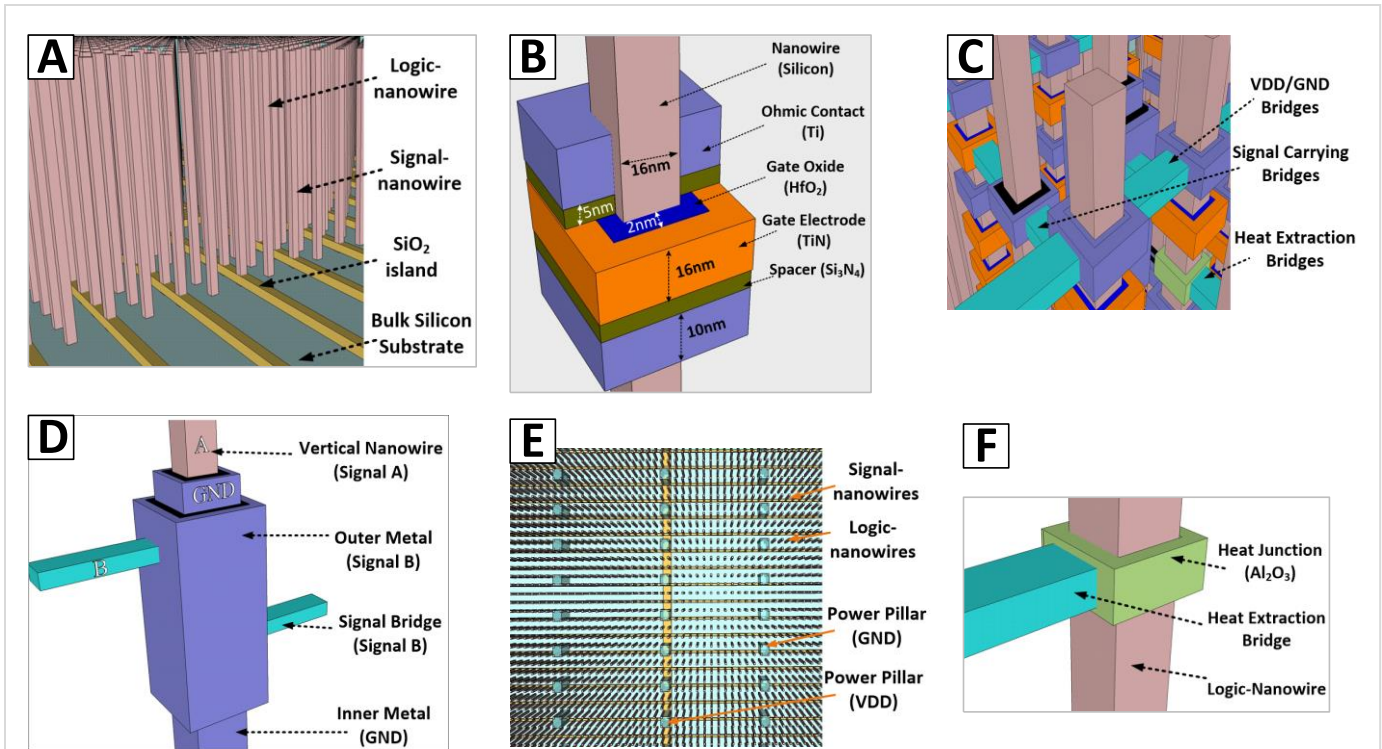 A
Logic-
nanowire
Signal-
nanowire
SiO₂
island
Bulk Silicon
Substrate
B
Nanowire
(Silicon)
Ohmic Contact
(Ti)
Gate Oxide
(HfO₂)
Gate Electrode
(TiN)
Spacer (Si₃N₄)
16nm
5nm
2nm
16nm
10nm
C
VDD/GND
Bridges
Signal Carrying
Bridges
Heat Extraction
Bridges
D
A
GND
B
Vertical Nanowire
(Signal A)
Outer Metal
(Signal B)
Signal Bridge
(Signal B)
Inner Metal
(GND)
E
Signal-
nanowires
Logic-
nanowires
Power Pillar
(GND)
Power Pillar
(VDD)
F
Heat Junction
(Al₂O₃)
Heat Extraction
Bridge
Logic-Nanowire